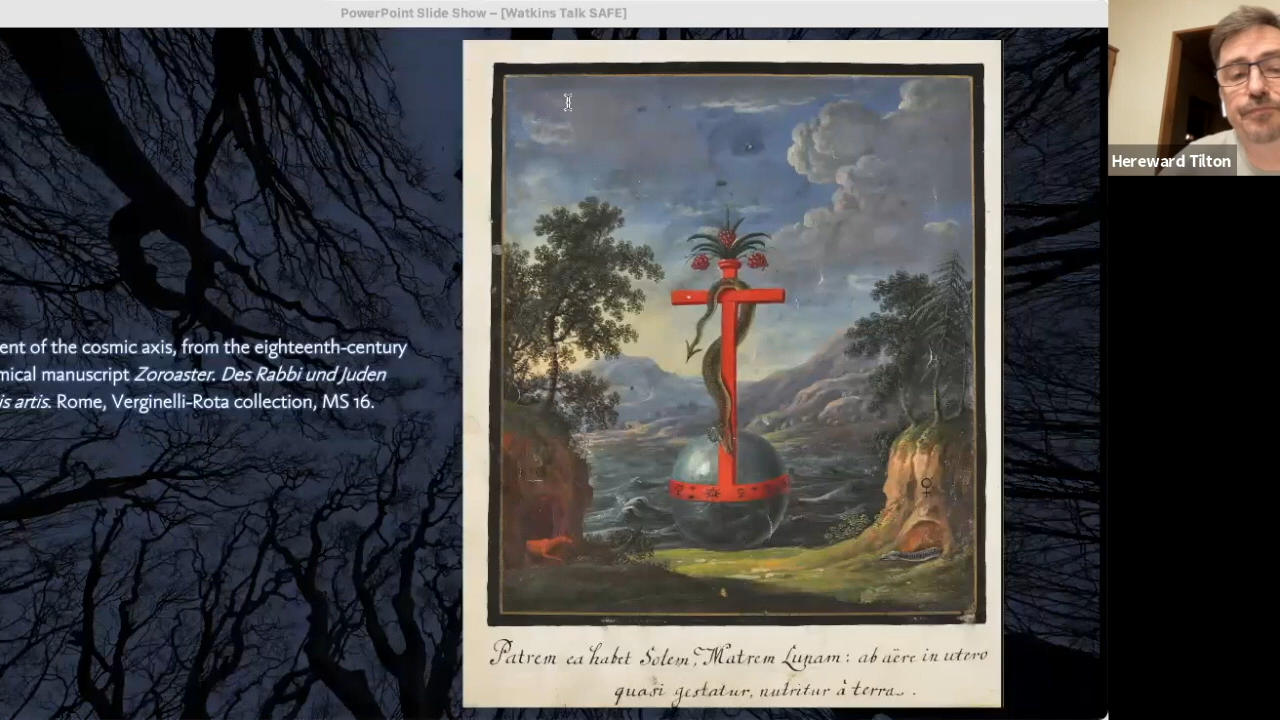 PowerPoint Slide Show – [Watkins Talk SAFE]
Hereward Tilton
ent of the cosmic axis, from the eighteenth-century
mical manuscript Zoroaster. Des Rabbi und Juden
is artis. Rome, Verginelli-Rota collection, MS 16.
Patrem ea habet Solem, Matrem Lunam: ab aëre in utero
quasi gestatur, nutritur à terra.